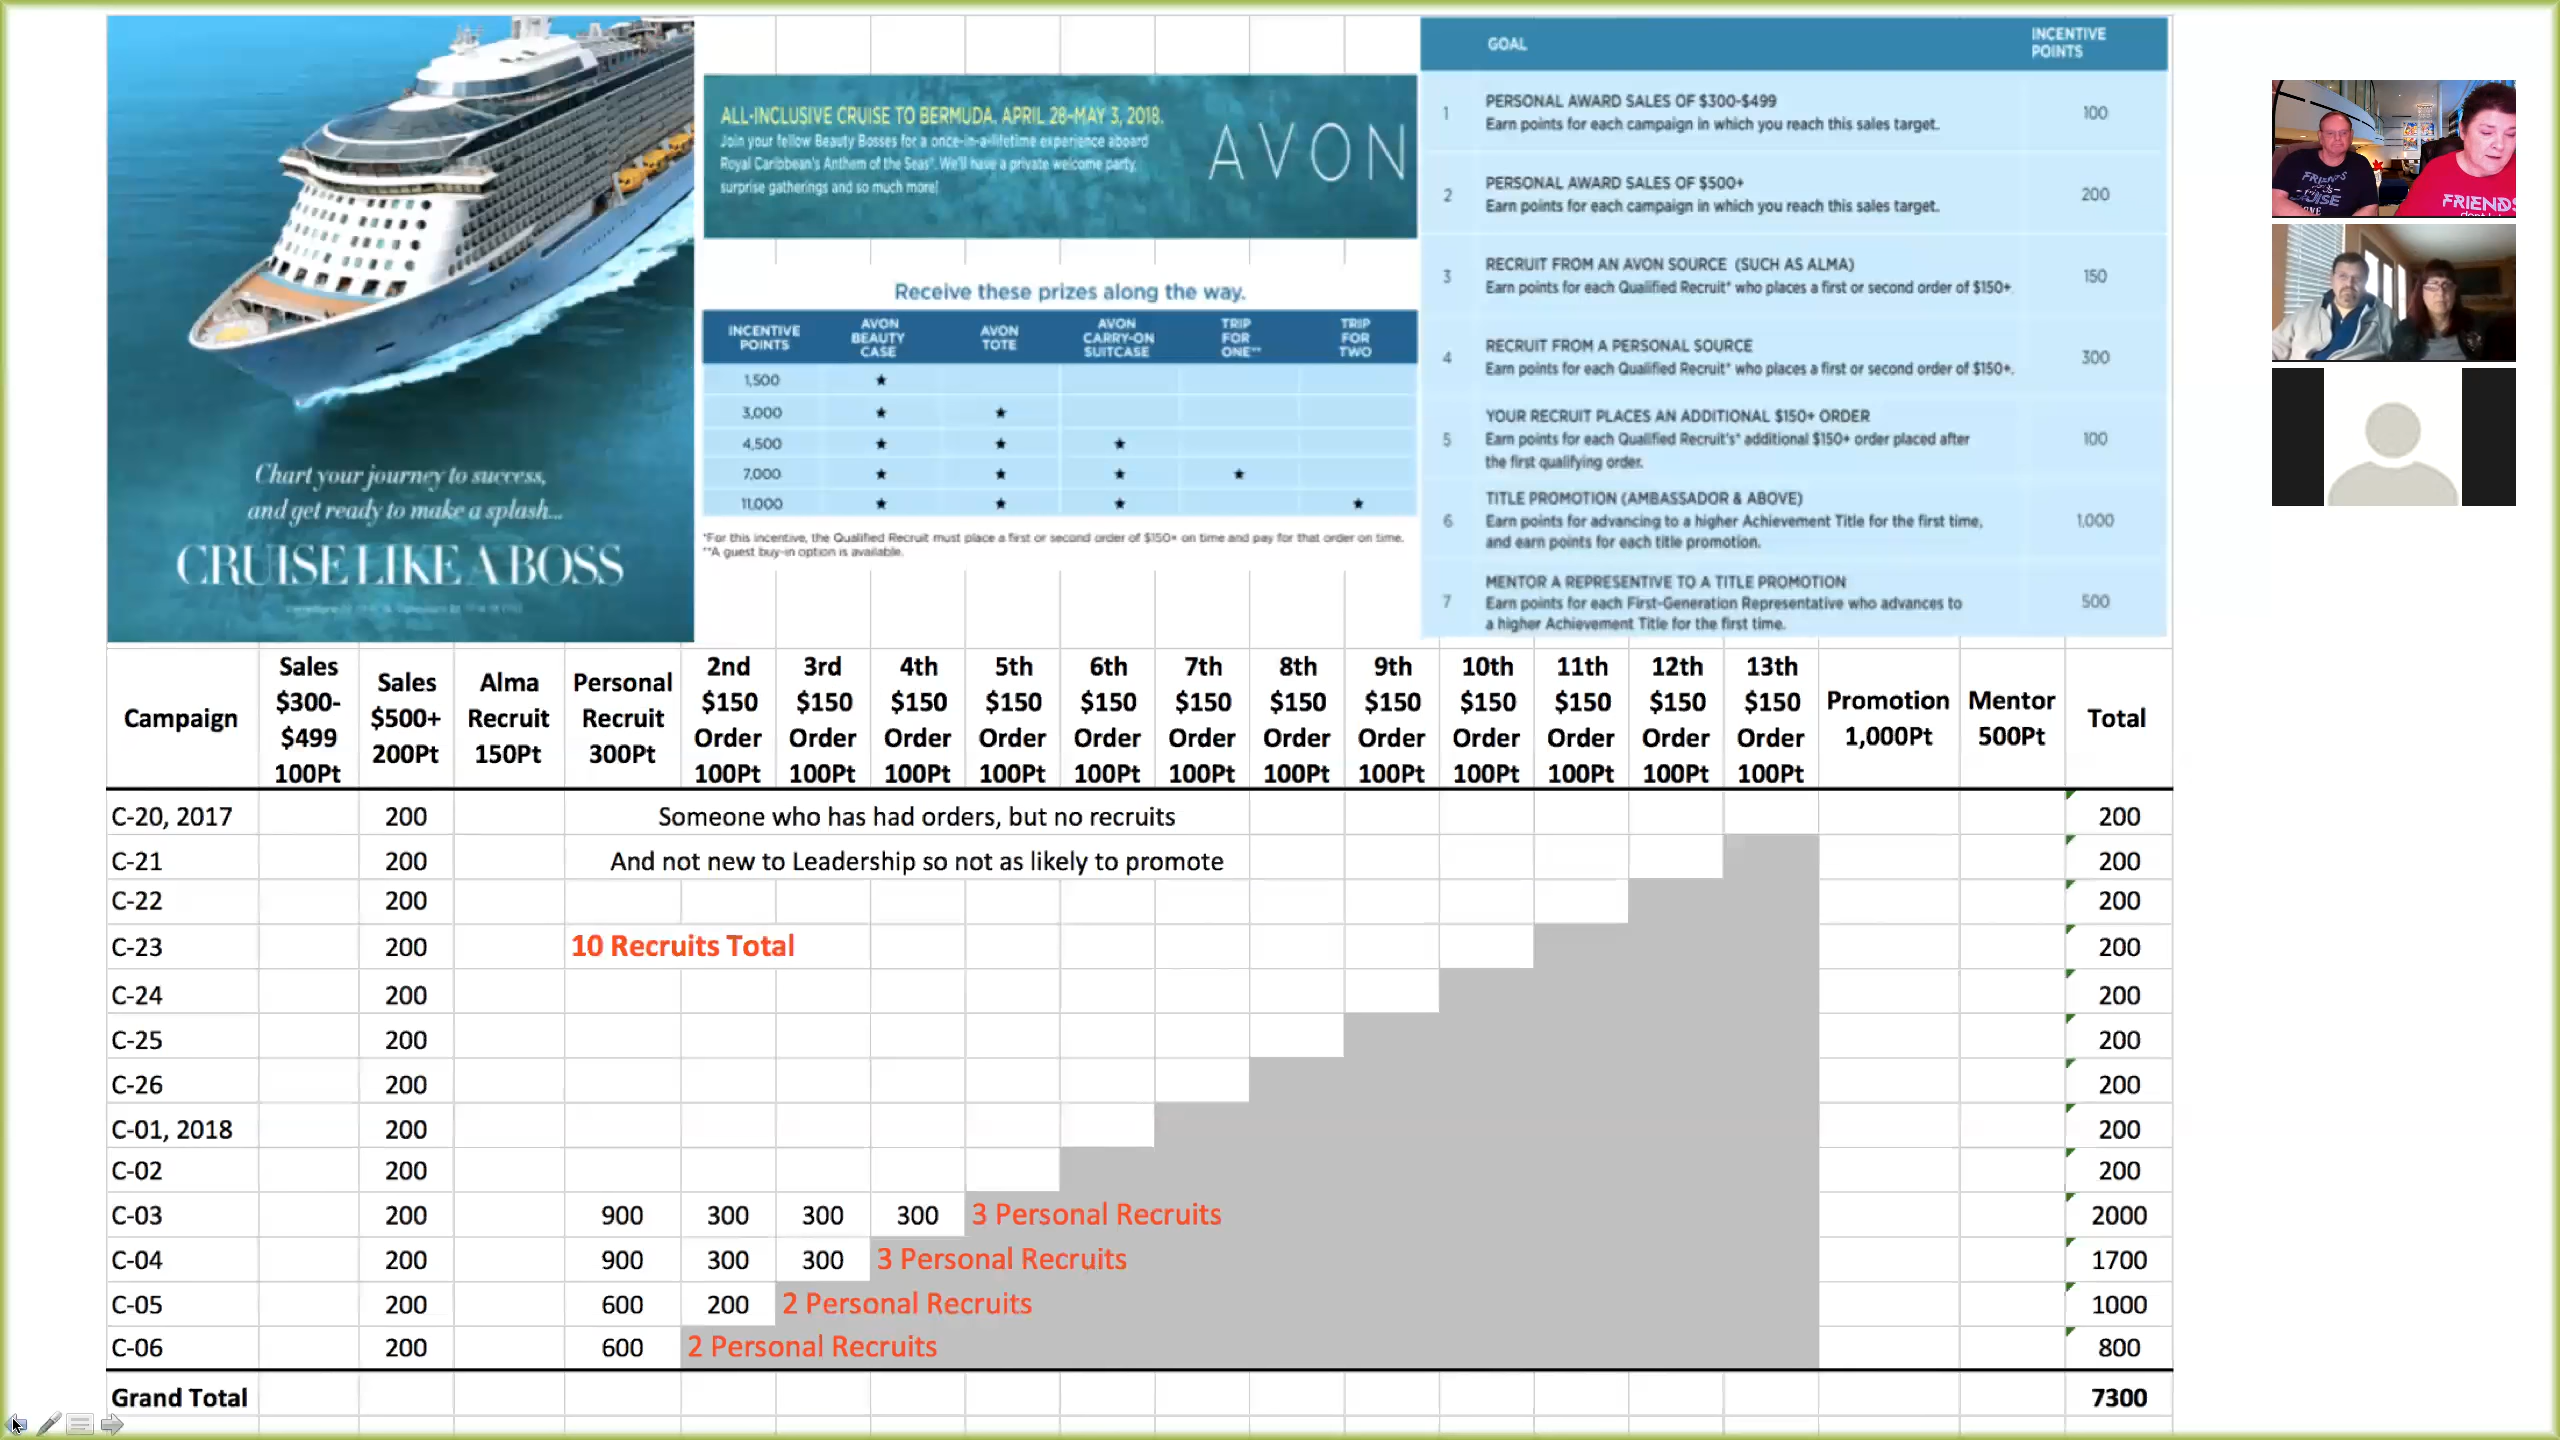 Chart your journey to success,
and get ready to make a splash...
CRUISE LIKE A BOSS
ALL-INCLUSIVE CRUISE TO BERMUDA. APRIL 28-MAY 3, 2018.
Join your fellow Beauty Bosses for a once-in-a-lifetime experience aboard
Royal Caribbean's Anthem of the Seas®. We'll have a private welcome party,
surprise gatherings and so much more!
AVON
Receive these prizes along the way.
INCENTIVE POINTS AVON BEAUTY CASE AVON TOTE AVON CARRY-ON SUITCASE TRIP FOR ONE** TRIP FOR TWO
1,500 ★
3,000 ★ ★
4,500 ★ ★ ★
7,000 ★ ★ ★ ★
11,000 ★ ★ ★ ★
*For this incentive, the Qualified Recruit must place a first or second order of $150+ on time and pay for that order on time.
**A guest buy-in option is available.
GOAL INCENTIVE POINTS
1 PERSONAL AWARD SALES OF $300-$499 100
Earn points for each campaign in which you reach this sales target.
2 PERSONAL AWARD SALES OF $500+ 200
Earn points for each campaign in which you reach this sales target.
3 RECRUIT FROM AN AVON SOURCE (SUCH AS ALMA) 150
Earn points for each Qualified Recruit* who places a first or second order of $150+.
4 RECRUIT FROM A PERSONAL SOURCE 300
Earn points for each Qualified Recruit* who places a first or second order of $150+.
5 YOUR RECRUIT PLACES AN ADDITIONAL $150+ ORDER 100
Earn points for each Qualified Recruit's* additional $150+ order placed after
the first qualifying order.
6 TITLE PROMOTION (AMBASSADOR & ABOVE) 1,000
Earn points for advancing to a higher Achievement Title for the first time,
and earn points for each title promotion.
7 MENTOR A REPRESENTIVE TO A TITLE PROMOTION 500
Earn points for each First-Generation Representative who advances to
a higher Achievement Title for the first time.
Campaign Sales $300-$499 100Pt Sales $500+ 200Pt Alma Recruit 150Pt Personal Recruit 300Pt 2nd $150 Order 100Pt 3rd $150 Order 100Pt 4th $150 Order 100Pt 5th $150 Order 100Pt 6th $150 Order 100Pt 7th $150 Order 100Pt 8th $150 Order 100Pt 9th $150 Order 100Pt 10th $150 Order 100Pt 11th $150 Order 100Pt 12th $150 Order 100Pt 13th $150 Order 100Pt Promotion 1,000Pt Mentor 500Pt Total
C-20, 2017 200 Someone who has had orders, but no recruits 200
C-21 200 And not new to Leadership so not as likely to promote 200
C-22 200 200
C-23 200 10 Recruits Total 200
C-24 200 200
C-25 200 200
C-26 200 200
C-01, 2018 200 200
C-02 200 200
C-03 200 900 300 300 300 3 Personal Recruits 2000
C-04 200 900 300 300 3 Personal Recruits 1700
C-05 200 600 200 2 Personal Recruits 1000
C-06 200 600 2 Personal Recruits 800
Grand Total 7300
FRIENDS
CRUISE
FRIENDS